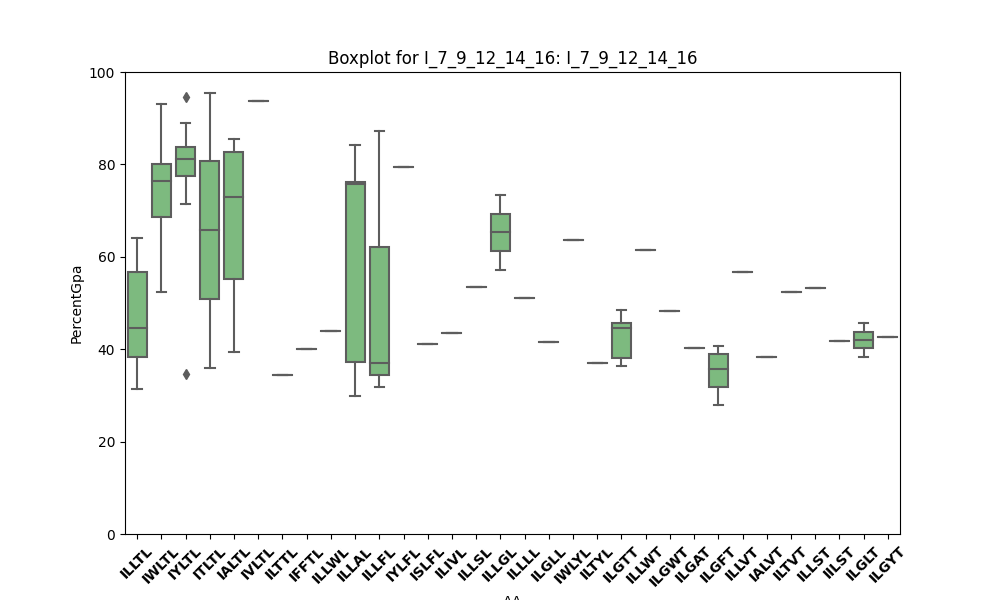 Boxplot for I_7_9_12_14_16: I_7_9_12_14_16
100
80
60
40
20
0
PercentGpa
ILLTL
IWLTL
IYLTL
ITLTL
IALTL
IVLTL
ILTTL
IFFTL
ILLWL
ILLAL
ILLFL
IYLFL
ISLFL
ILIVL
ILLSL
ILLGL
ILLLL
ILGLL
IWLYL
ILTYL
ILGTT
ILLWT
ILGWT
ILGAT
ILGFT
ILLVT
IALVT
ILTVT
ILLST
IILST
ILGLT
ILGYT